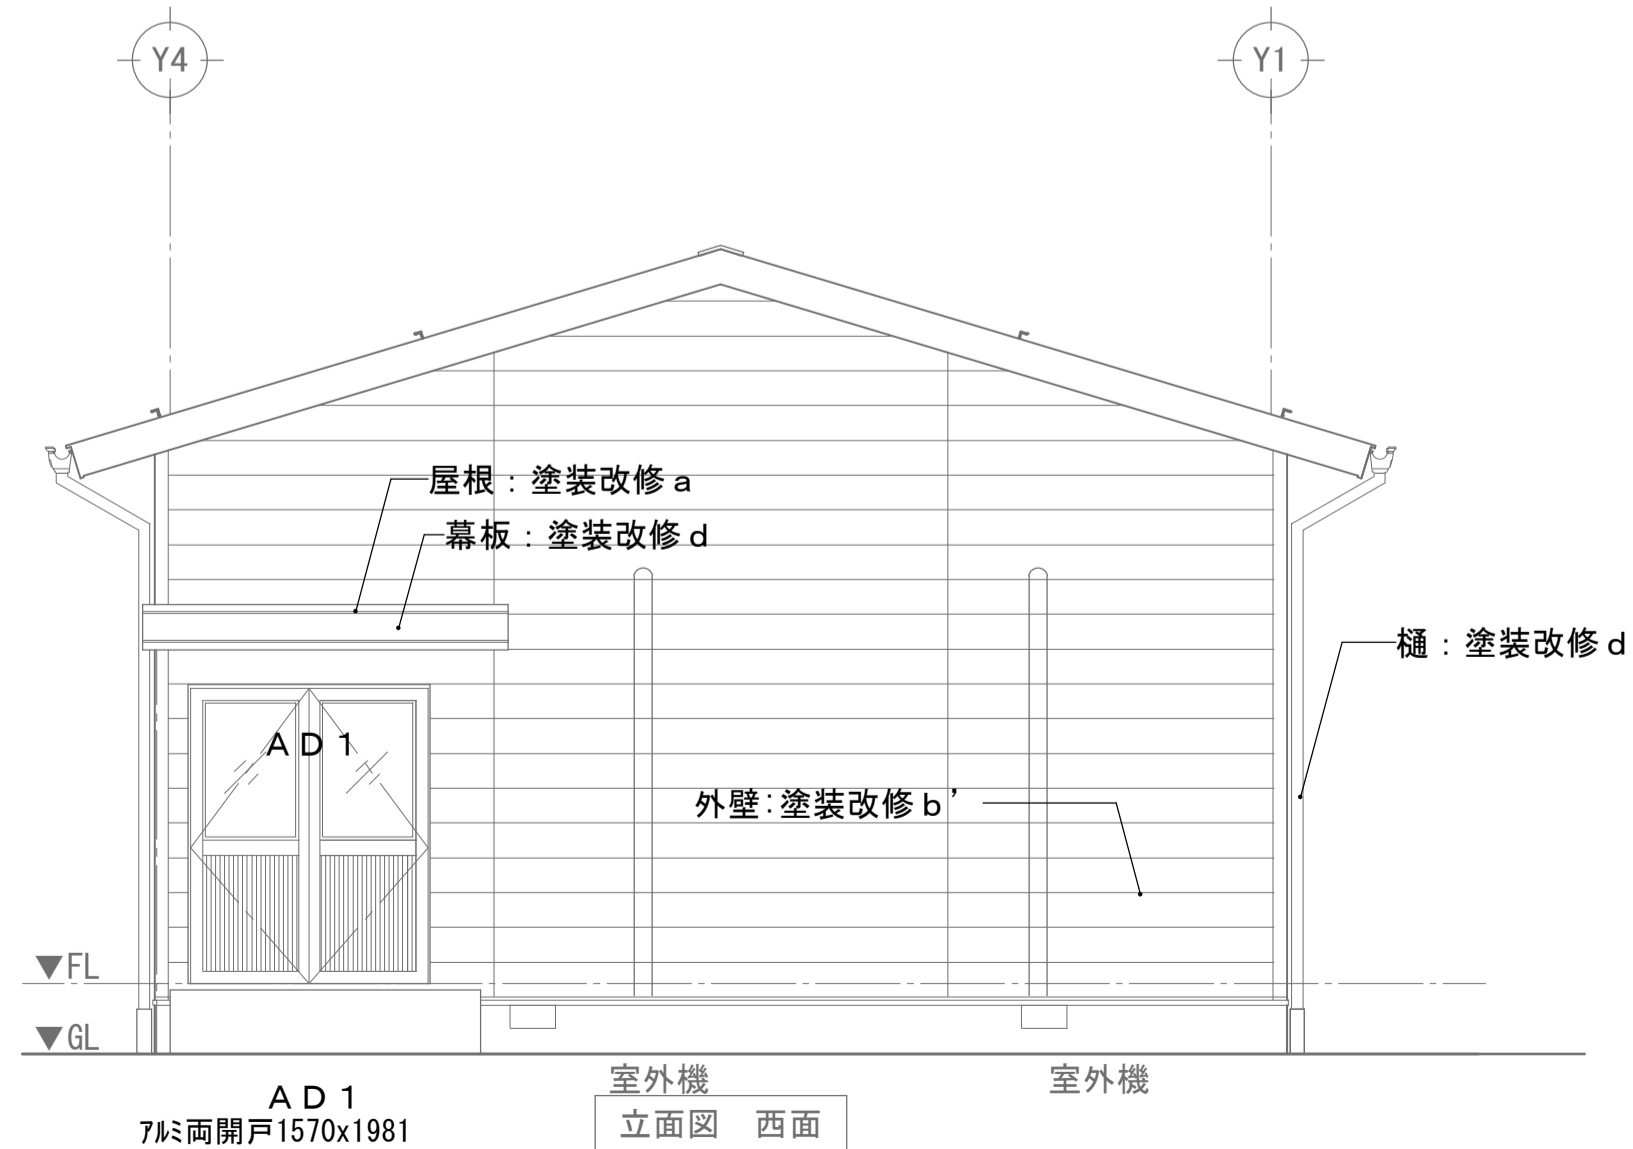 Y4
Y1
屋根：塗装改修ａ
幕板：塗装改修ｄ
樋：塗装改修ｄ
ＡＤ１
外壁：塗装改修ｂ’
▼FL
▼GL
室外機
室外機
ＡＤ１
ｱﾙﾐ両開戸1570x1981
立面図　西面